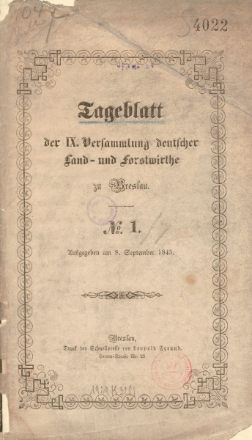 4022
Tageblatt
der IX. Versammlung deutscher
Land- und Forstwirthe
zu Breslau.
No. 1.
Ausgegeben am 8. September 1845.
Breslau,
Druck der Schnellpresse von Leopold Freund.